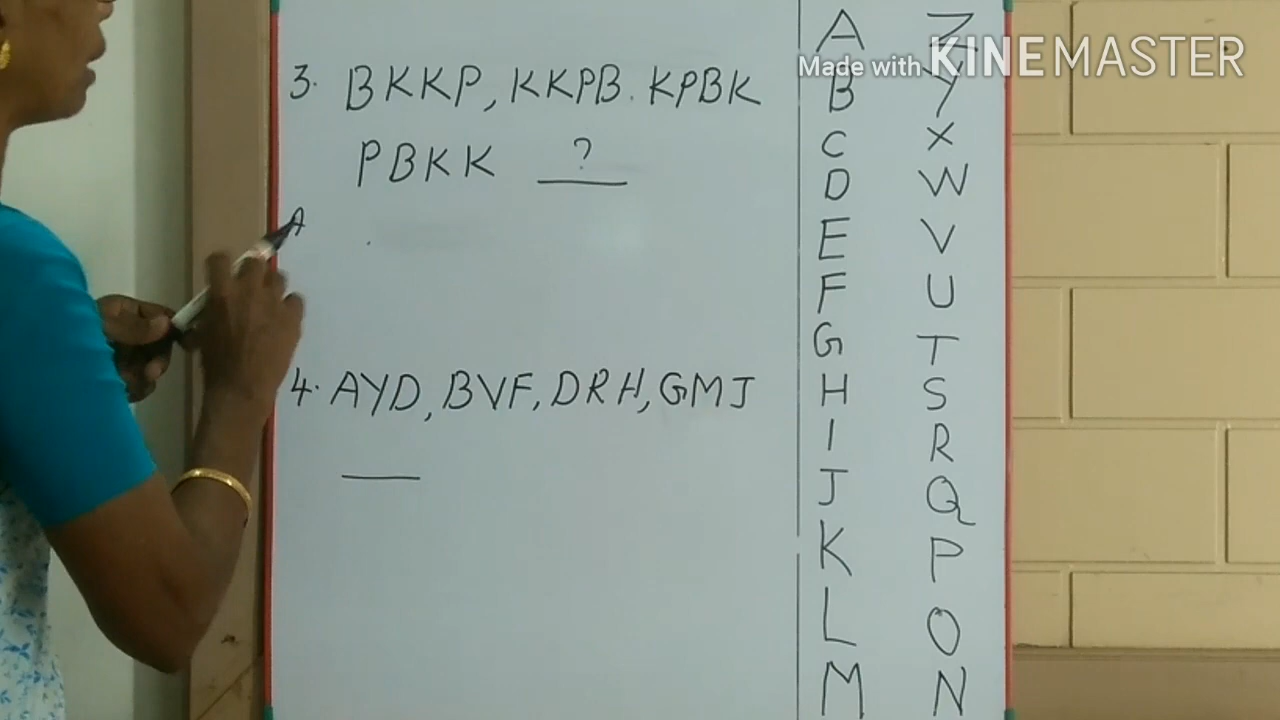 3. BKKP, KKPB. KPBK
PBKK ?
A
4. AYD, BVF, DRH, GMJ
A Z
Made with KINEMASTER
B Y
C X
D W
E V
F U
G T
H S
I R
J Q
K P
L O
M N